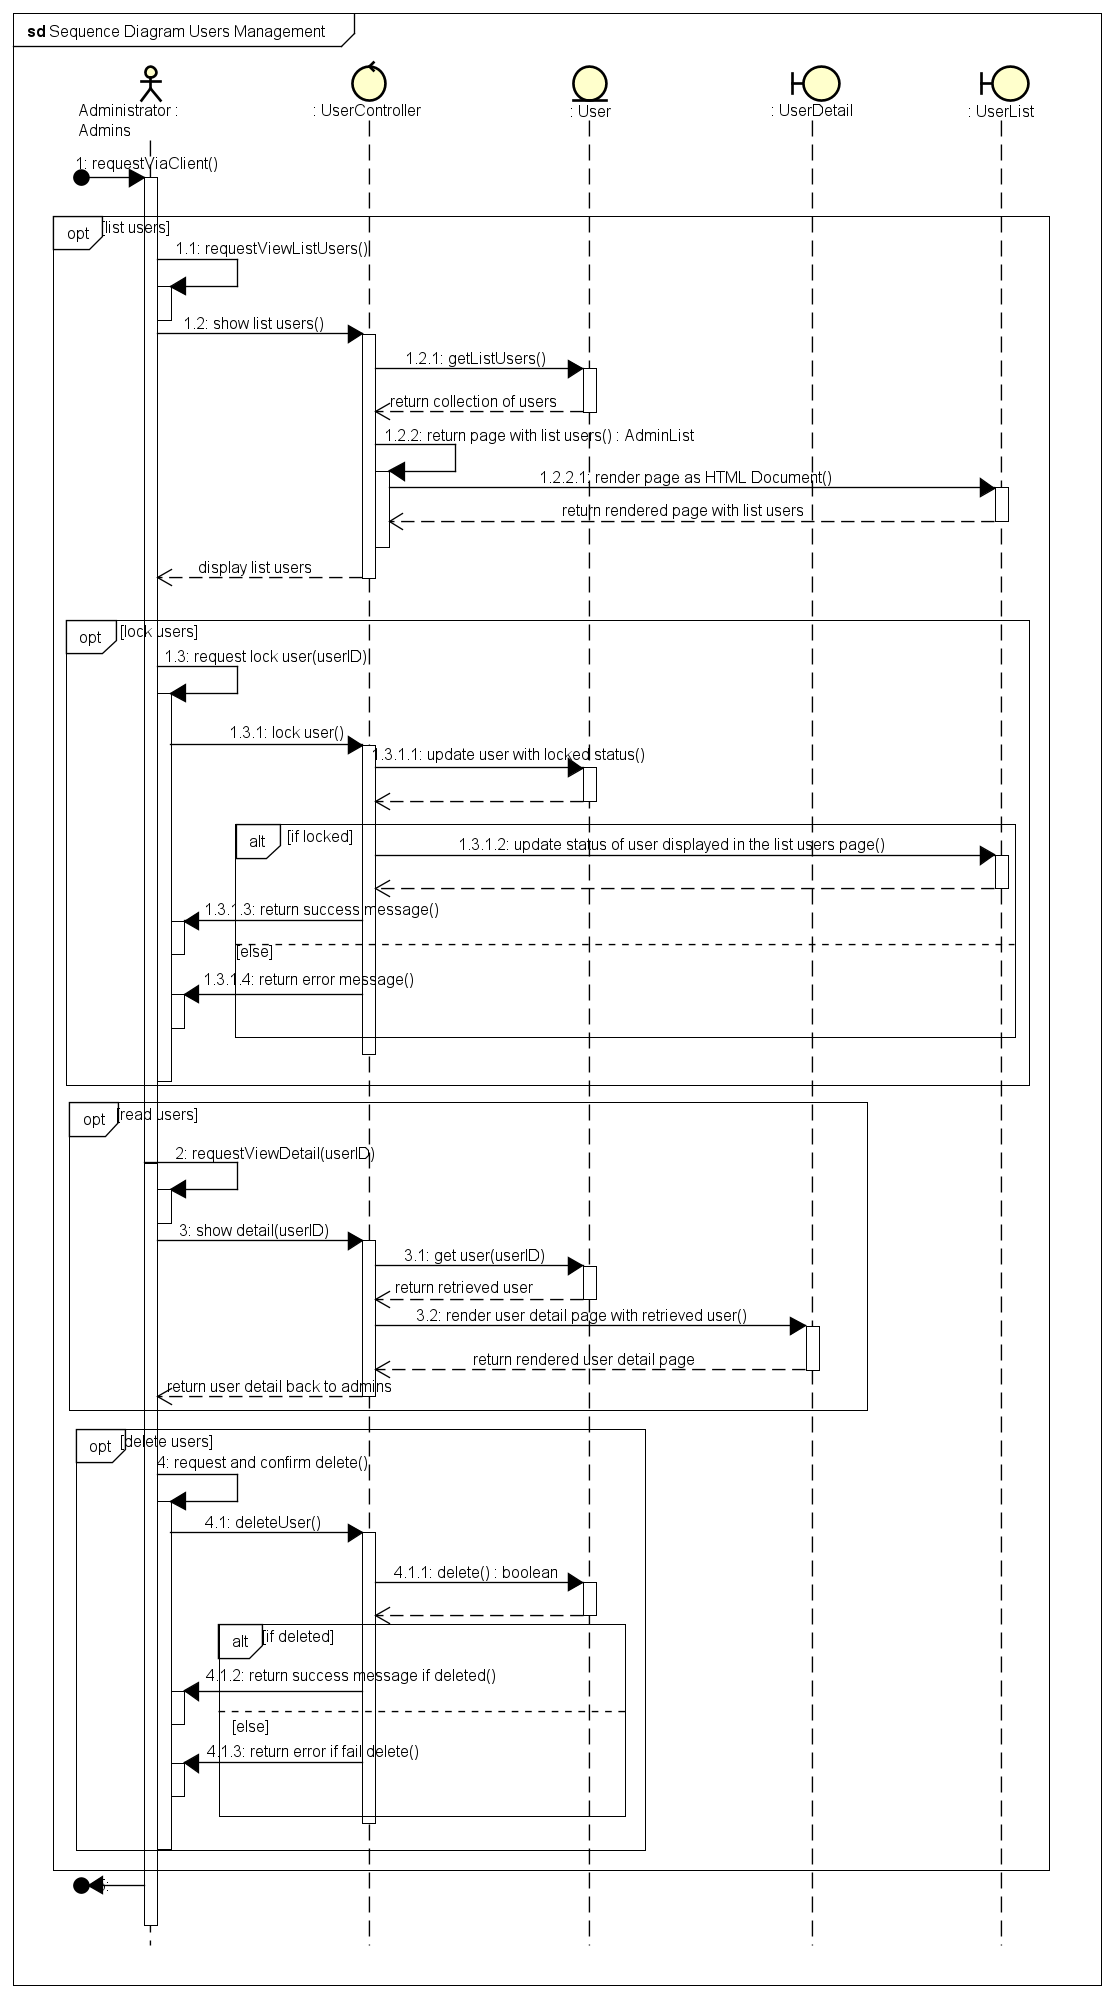 sd Sequence Diagram Users Management
Administrator :
Admins
: UserController
: User
: UserDetail
: UserList
1: requestViaClient()
opt
[list users]
1.1: requestViewListUsers()
1.2: show list users()
1.2.1: getListUsers()
return collection of users
1.2.2: return page with list users() : AdminList
1.2.2.1: render page as HTML Document()
return rendered page with list users
display list users
opt
[lock users]
1.3: request lock user(userID)
1.3.1: lock user()
1.3.1.1: update user with locked status()
alt
[if locked]
1.3.1.2: update status of user displayed in the list users page()
1.3.1.3: return success message()
[else]
1.3.1.4: return error message()
opt
[read users]
2: requestViewDetail(userID)
3: show detail(userID)
3.1: get user(userID)
return retrieved user
3.2: render user detail page with retrieved user()
return rendered user detail page
return user detail back to admins
opt
[delete users]
4: request and confirm delete()
4.1: deleteUser()
4.1.1: delete() : boolean
alt
[if deleted]
4.1.2: return success message if deleted()
[else]
4.1.3: return error if fail delete()
5: